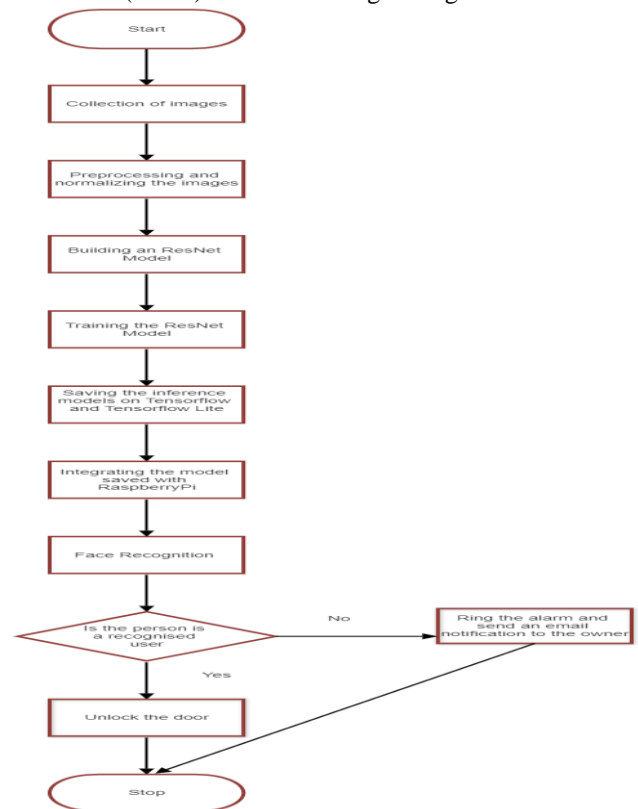 Start
Collection of images
Preprocessing and
normalizing the images
Building an ResNet
Model
Training the ResNet
Model
Saving the inference
models on Tensorflow
and Tensorflow Lite
Integrating the model
saved with
RaspberryPi
Face Recognition
Is the person is
a recognised
user
No
Ring the alarm and
send an email
notification to the owner
Yes
Unlock the door
Stop